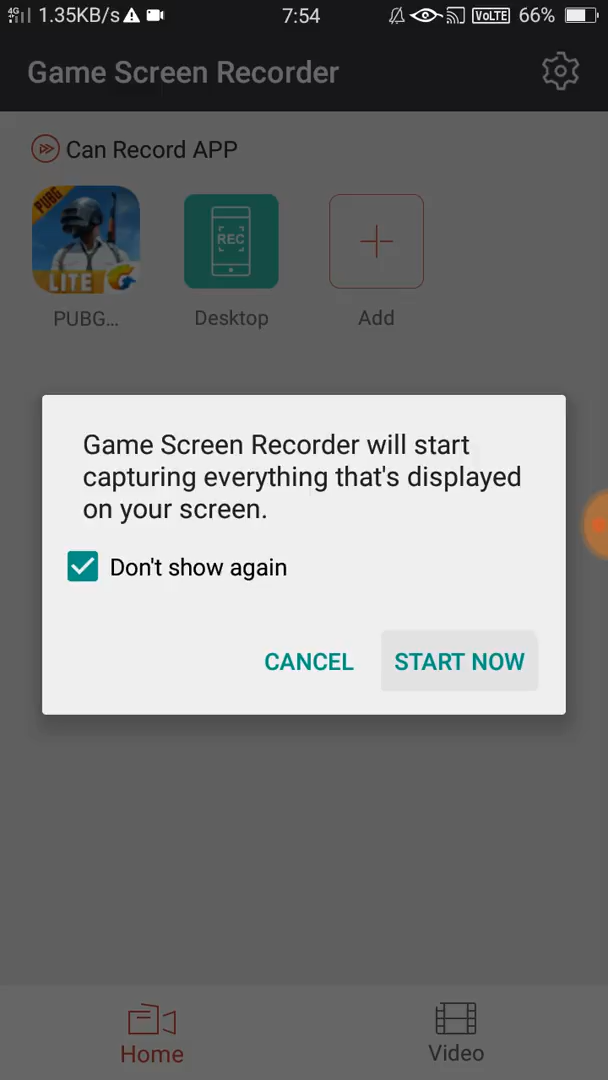 4G 1.35KB/s 7:54 VoLTE 66%
Game Screen Recorder
Can Record APP
PUBG
LITE
REC
PUBG... Desktop Add
Game Screen Recorder will start
capturing everything that's displayed
on your screen.
Don't show again
CANCEL START NOW
Home Video